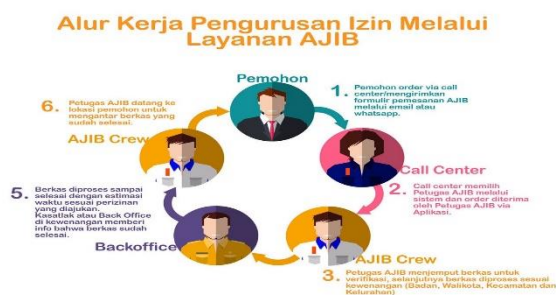 Alur Kerja Pengurusan Izin Melalui
Layanan AJIB
Pemohon
1. Pemohon order via call
center/mengirimkan
formulir pemesanan AJIB
melalui email atau
whatsapp.
Call Center
2. Call center memilih
Petugas AJIB melalui
sistem dan order diterima
oleh Petugas AJIB via
Aplikasi.
AJIB Crew
3. Petugas AJIB menjemput berkas untuk
verifikasi, selanjutnya berkas diproses sesuai
kewenangan (Badan, Walikota, Kecamatan dan
Kelurahan)
Backoffice
5. Berkas diproses sampai
selesai dengan estimasi
waktu sesuai perizinan
yang diajukan.
Kasatlak atau Back Office
di kewenangan memberi
info bahwa berkas sudah
selesai.
AJIB Crew
6. Petugas AJIB datang ke
lokasi pemohon untuk
mengantar berkas yang
sudah selesai.